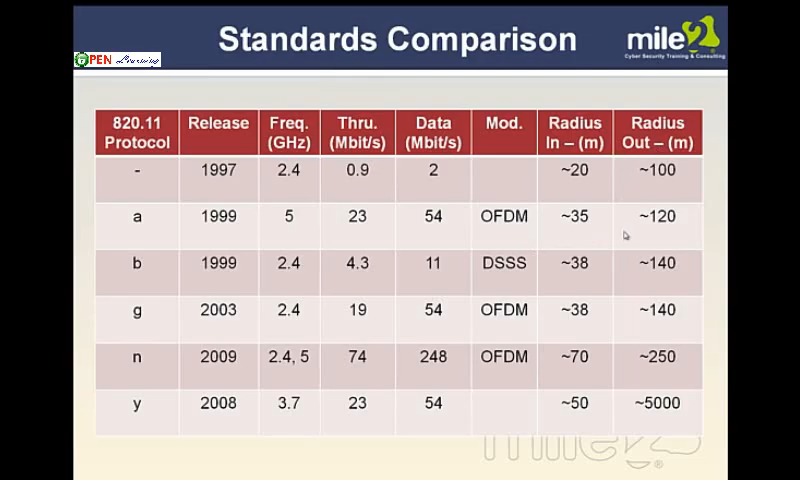 Standards Comparison
mile2
Cyber Security Training & Consulting
OPEN Learning
820.11 Protocol Release Freq. (GHz) Thru. (Mbit/s) Data (Mbit/s) Mod. Radius In – (m) Radius Out – (m)
- 1997 2.4 0.9 2 ~20 ~100
a 1999 5 23 54 OFDM ~35 ~120
b 1999 2.4 4.3 11 DSSS ~38 ~140
g 2003 2.4 19 54 OFDM ~38 ~140
n 2009 2.4, 5 74 248 OFDM ~70 ~250
y 2008 3.7 23 54 ~50 ~5000
mile2